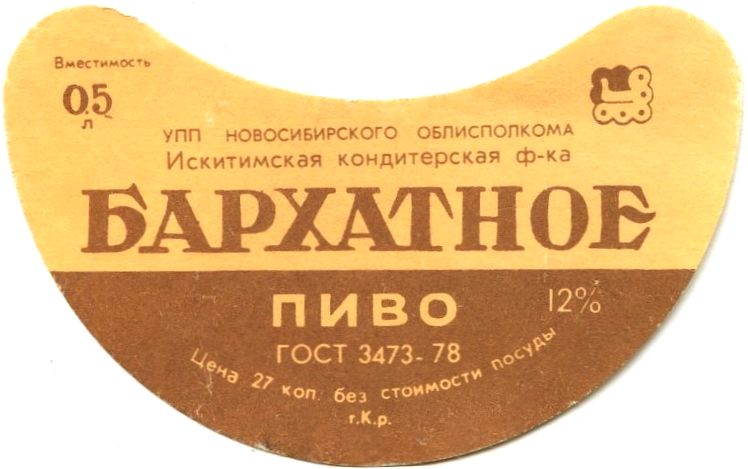 Вместимость
0,5
л
УПП НОВОСИБИРСКОГО ОБЛИСПОЛКОМА
Искитимская кондитерская ф-ка
БАРХАТНОЕ
ПИВО
12%
ГОСТ 3473-78
Цена 27 коп. без стоимости посуды
г.К.р.